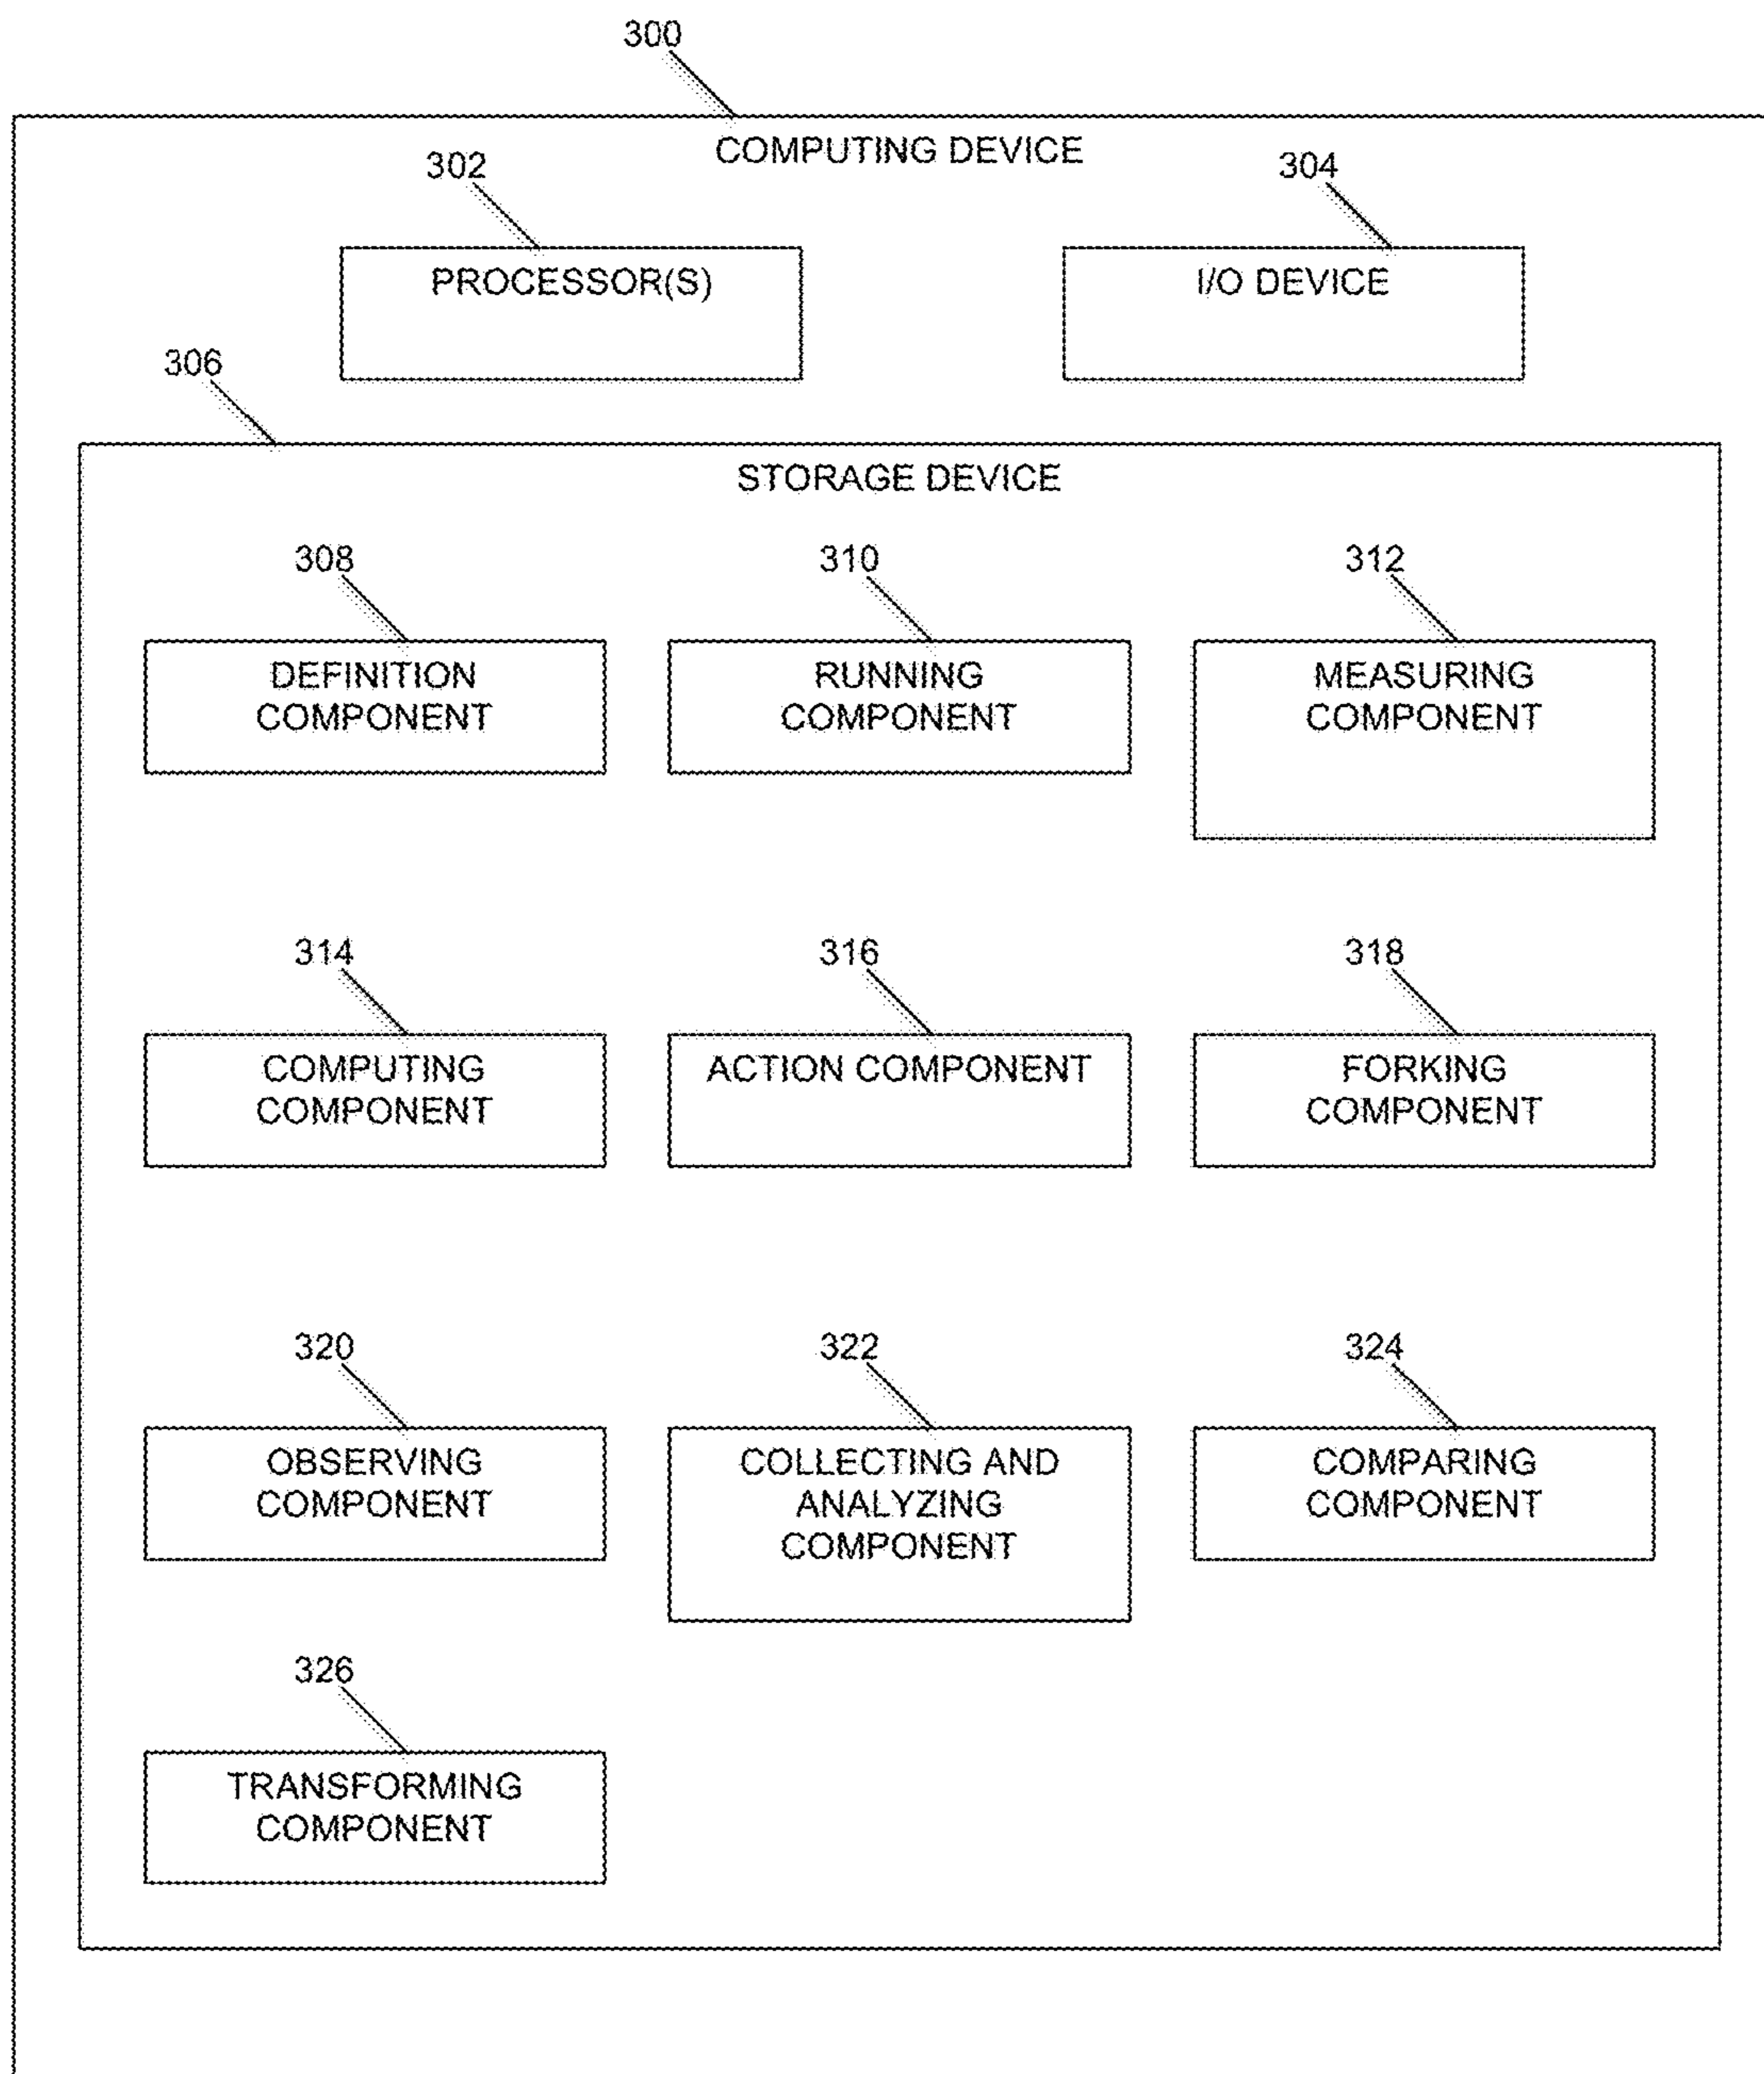 300
COMPUTING DEVICE
302
304
PROCESSOR(S)
I/O DEVICE
306
STORAGE DEVICE
308
310
312
DEFINITION
COMPONENT
RUNNING
COMPONENT
MEASURING
COMPONENT
314
316
318
COMPUTING
COMPONENT
ACTION COMPONENT
FORKING
COMPONENT
320
322
324
OBSERVING
COMPONENT
COLLECTING AND
ANALYZING
COMPONENT
COMPARING
COMPONENT
326
TRANSFORMING
COMPONENT